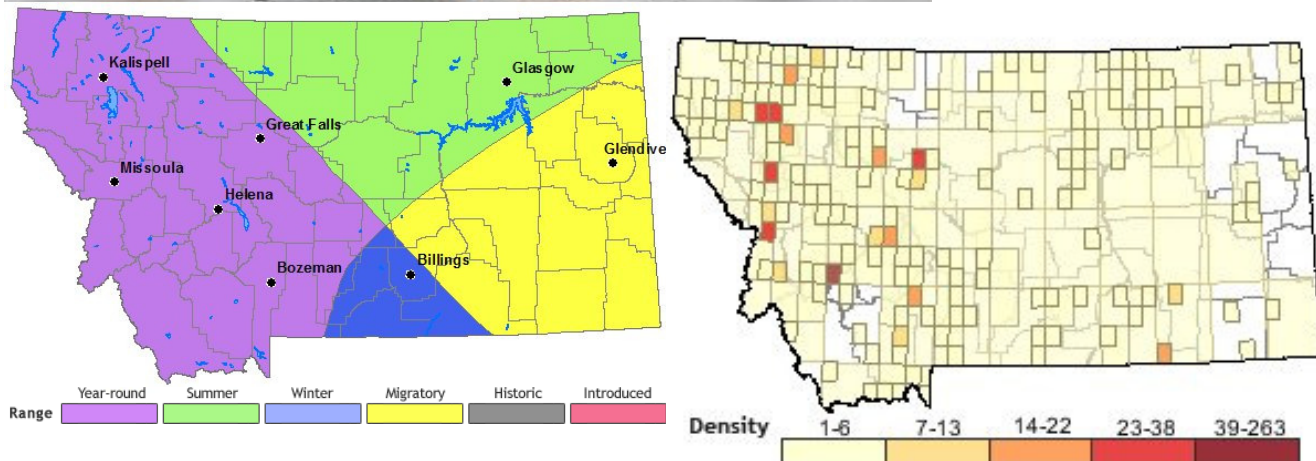 Kalispell
Glasgow
Great Falls
Glendive
Missoula
Helena
Bozeman
Billings
Year-round Summer Winter Migratory Historic Introduced
Range
Density 1-6 7-13 14-22 23-38 39-263